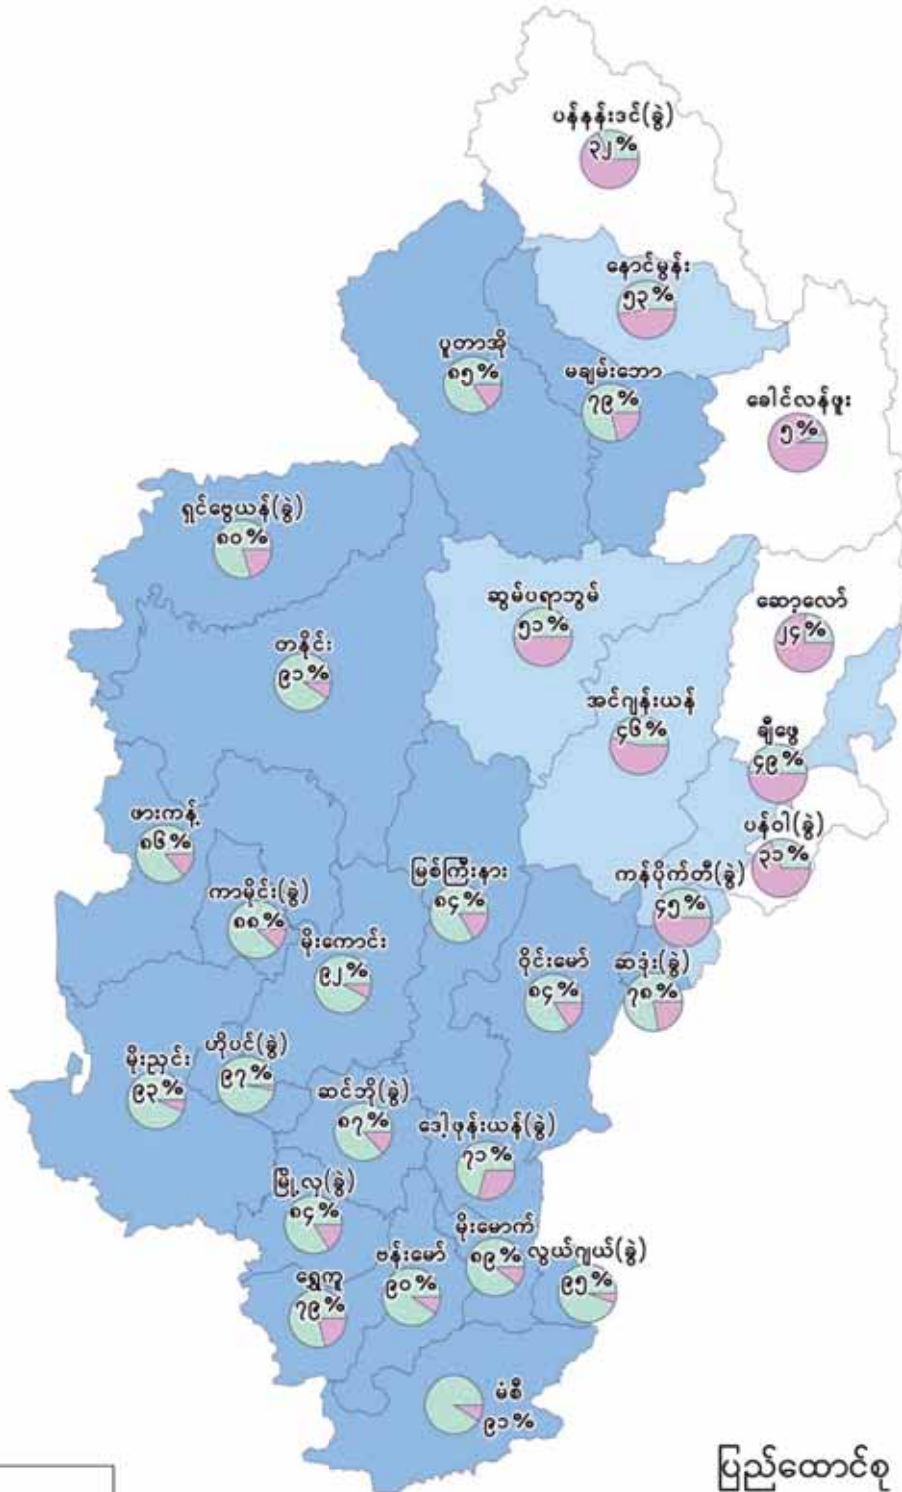 ပန်နန်းဒင်(ခွဲ)
၃၂%
နောင်မွန်း
၅၃%
ပူတာအို
၈၅%
မချမ်းဘော
၇၉%
ခေါင်လန်ဖူး
၅%
ရှင်ဗွေယန်(ခွဲ)
၈၀%
ဆွမ်ပရာဘွမ်
၅၁%
ဆော့လော်
၂၄%
တနိုင်း
၉၁%
အင်ဂျန်းယန်
၄၆%
ချီဖွေ
၄၉%
ဖားကန့်
၈၆%
ပန်ဝါ(ခွဲ)
၃၁%
မြစ်ကြီးနား
၈၄%
ကန်ပိုက်တီ(ခွဲ)
၄၅%
ကာမိုင်း(ခွဲ)
၈၈%
မိုးကောင်း
၉၂%
ဝိုင်းမော်
၈၄%
ဆဒုံး(ခွဲ)
၇၈%
မိုးညှင်း
၉၃%
ဟိုပင်(ခွဲ)
၉၇%
ဆင်ဘို(ခွဲ)
၈၇%
ဒေါ့ဖုန်းယန်(ခွဲ)
၇၁%
မြို့လှ(ခွဲ)
၈၄%
မိုးမောက်
၈၉%
လွယ်ဂျယ်(ခွဲ)
၉၅%
ရွှေကူ
၇၉%
ဗန်းမော်
၉၀%
မံစီ
၉၁%
ပြည်ထောင်စု